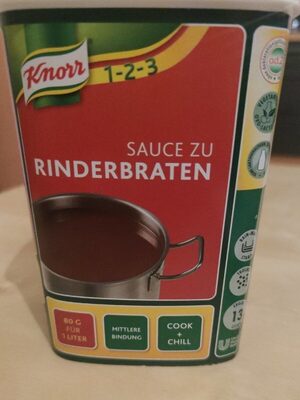 Knorr
1-2-3
SAUCE ZU
RINDERBRATEN
80 G
FÜR
1 LITER
MITTLERE
BINDUNG
COOK
+
CHILL